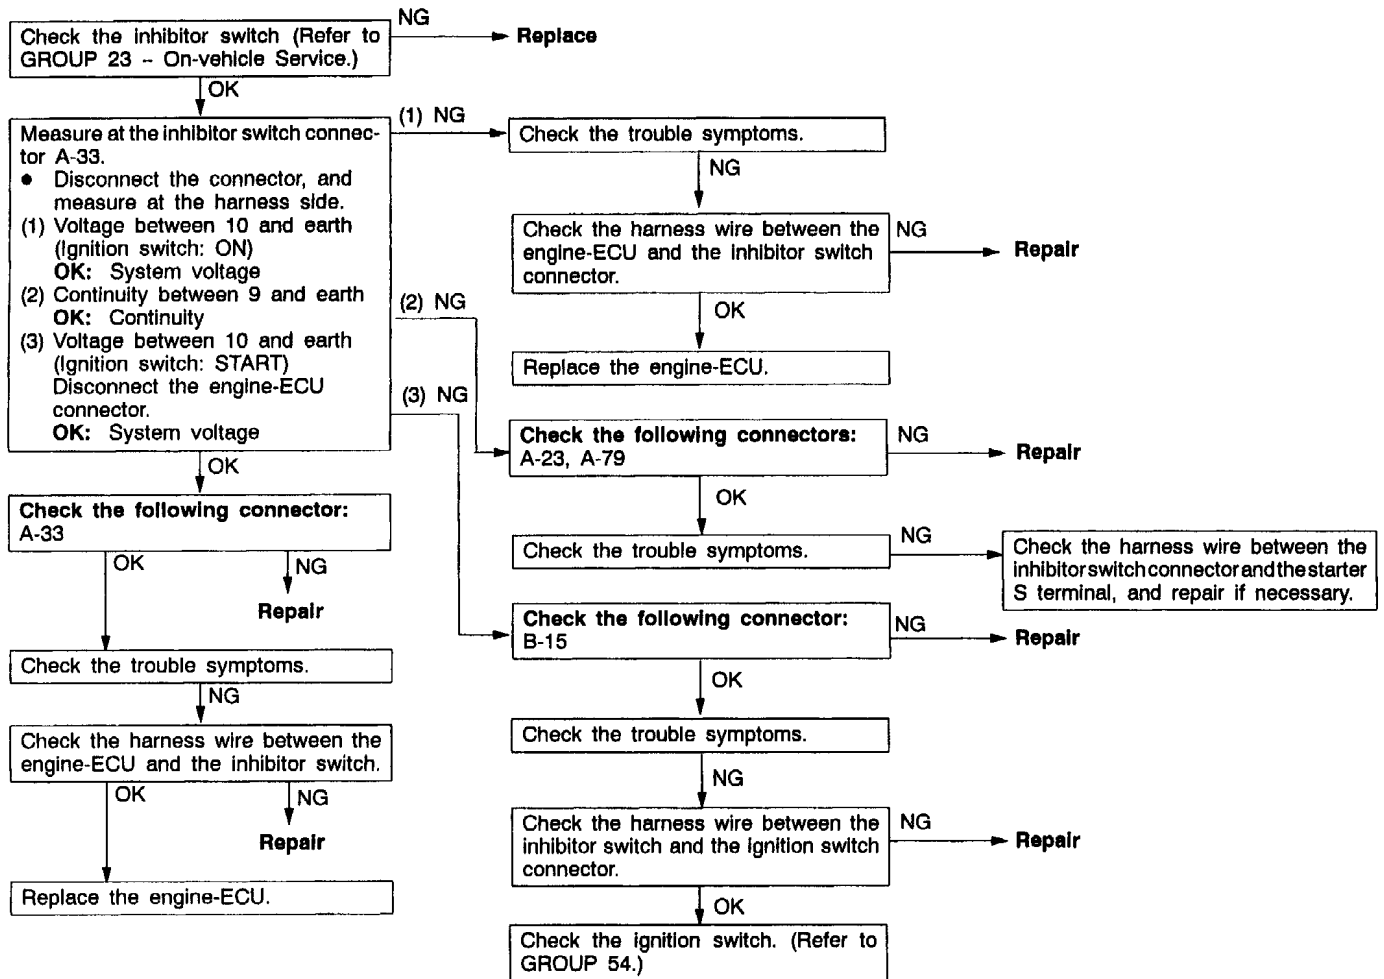 Check the inhibitor switch (Refer to
GROUP 23 – On-vehicle Service.)
NG
Replace
OK
Measure at the inhibitor switch connec-
tor A-33.
● Disconnect the connector, and
measure at the harness side.
(1) Voltage between 10 and earth
(Ignition switch: ON)
OK: System voltage
(2) Continuity between 9 and earth
OK: Continuity
(3) Voltage between 10 and earth
(Ignition switch: START)
Disconnect the engine-ECU
connector.
OK: System voltage
OK
Check the following connector:
A-33
OK
NG
Repair
Check the trouble symptoms.
NG
Check the harness wire between the
engine-ECU and the inhibitor switch.
OK
NG
Repair
Replace the engine-ECU.
(1) NG
Check the trouble symptoms.
NG
Check the harness wire between the
engine-ECU and the inhibitor switch
connector.
NG
Repair
OK
Replace the engine-ECU.
(2) NG
Check the following connectors:
A-23, A-79
NG
Repair
OK
Check the trouble symptoms.
NG
Check the harness wire between the
inhibitor switch connector and the starter
S terminal, and repair if necessary.
(3) NG
Check the following connector:
B-15
NG
Repair
OK
Check the trouble symptoms.
NG
Check the harness wire between the
inhibitor switch and the ignition switch
connector.
NG
Repair
OK
Check the ignition switch. (Refer to
GROUP 54.)